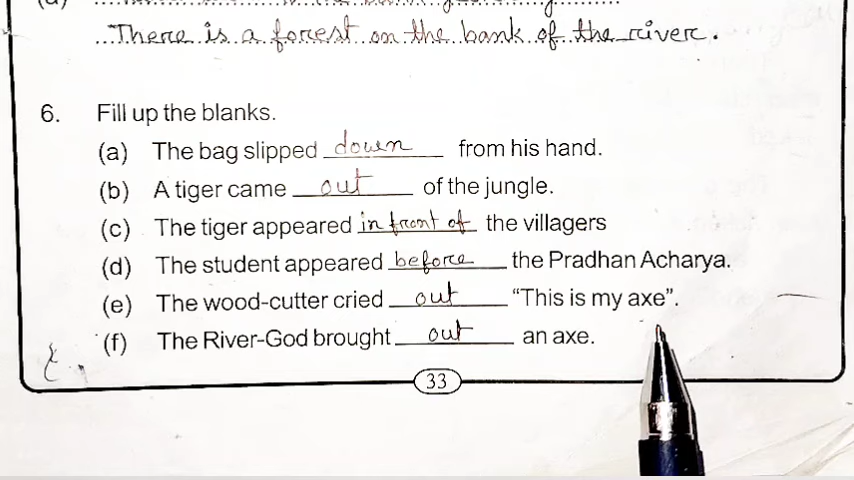 There is a forest on the bank of the river.
6. Fill up the blanks.
(a) The bag slipped down from his hand.
(b) A tiger came out of the jungle.
(c) The tiger appeared in front of the villagers
(d) The student appeared before the Pradhan Acharya.
(e) The wood-cutter cried out “This is my axe”.
(f) The River-God brought out an axe.
33